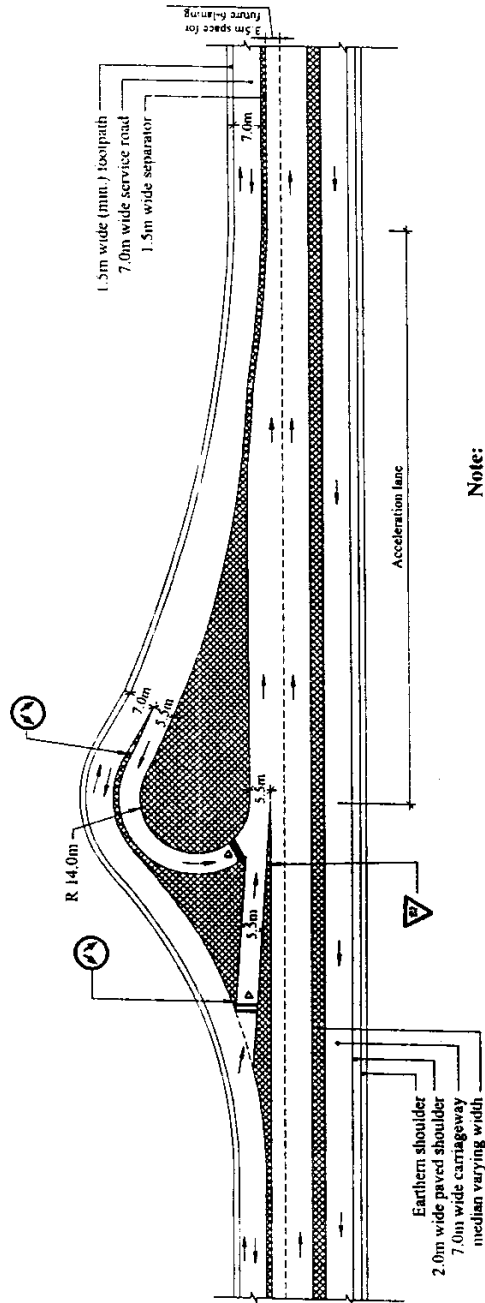 3.5m space for
future 6-laning
1.5m wide (min.) footpath
7.0m wide service road
1.5m wide separator
7.0m
7.0m
5.5m
R 14.0m
5.5m
5.5m
Acceleration lane
Earthern shoulder
2.0m wide paved shoulder
7.0m wide carriageway
median varying width
Note: